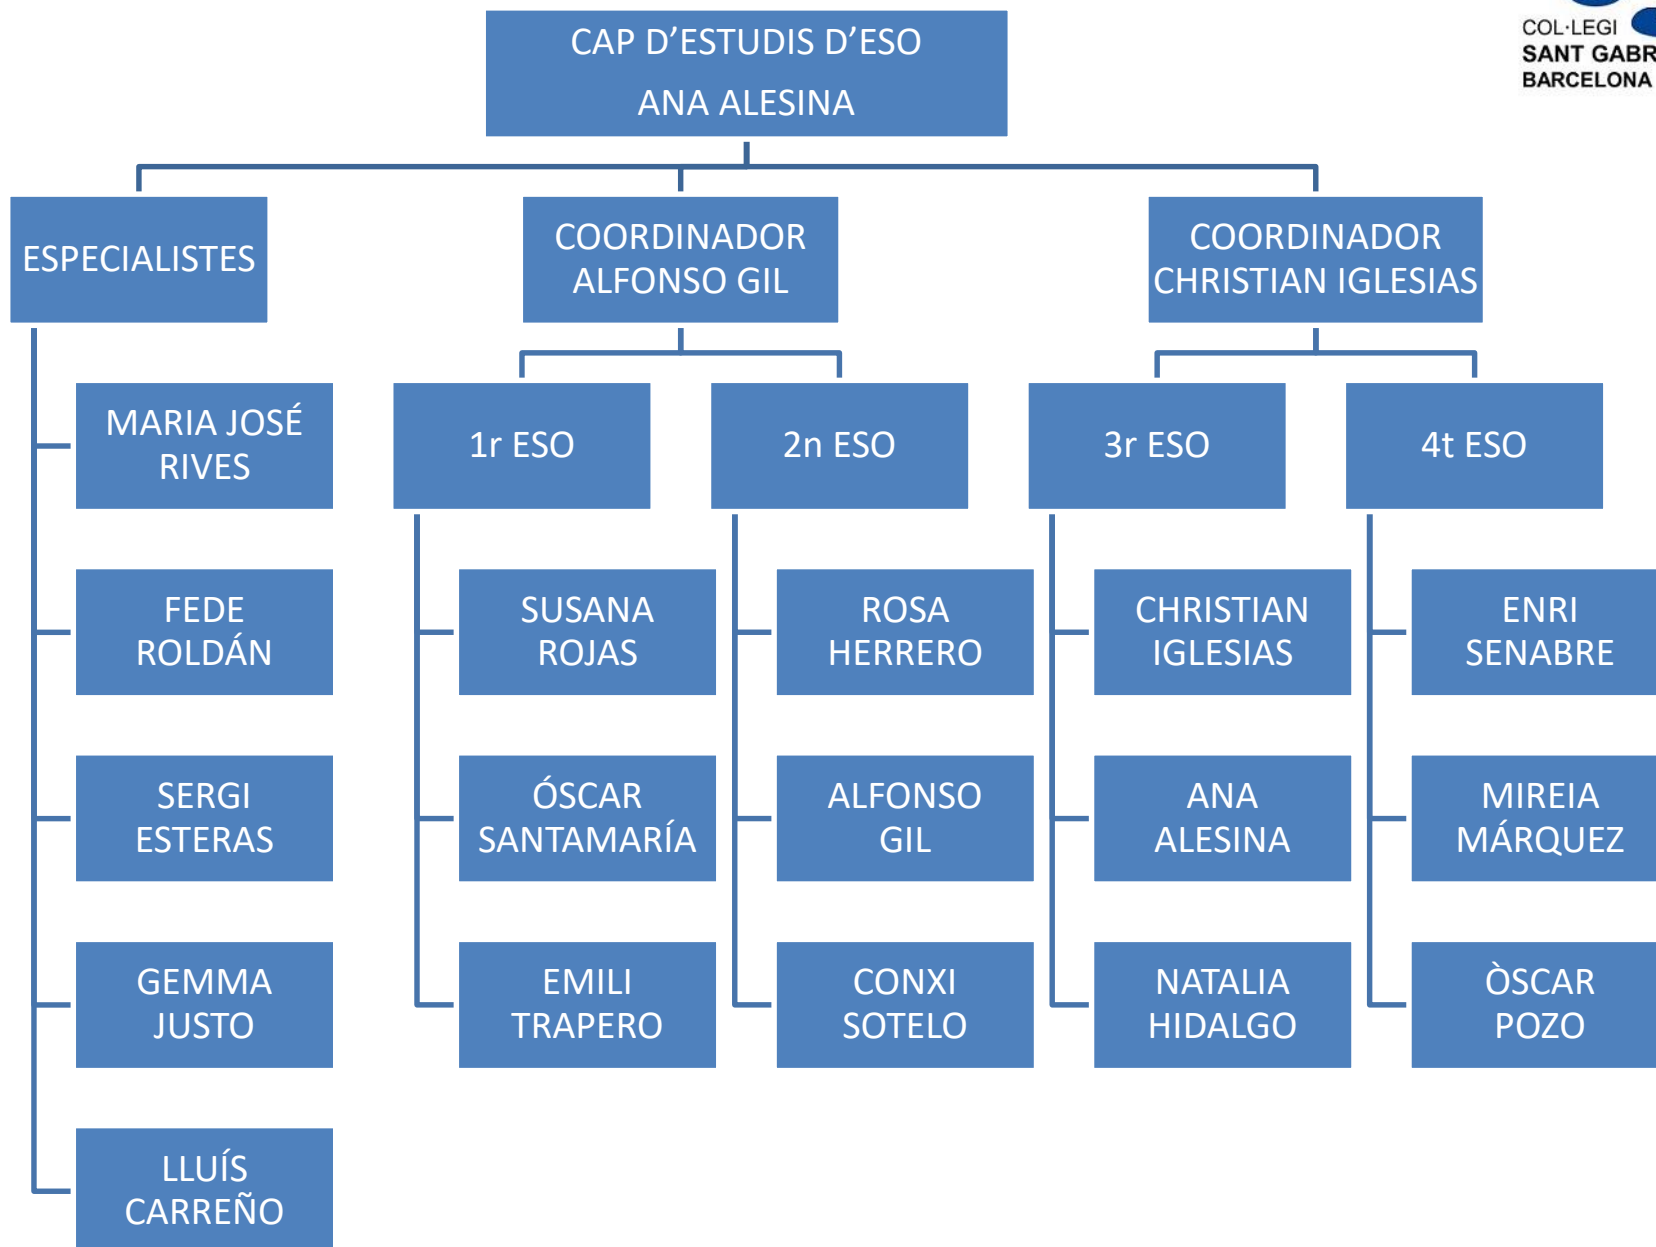 CAP D'ESTUDIS D'ESO
ANA ALESINA
COL·LEGI
SANT GABR
BARCELONA
ESPECIALISTES
COORDINADOR
ALFONSO GIL
COORDINADOR
CHRISTIAN IGLESIAS
MARIA JOSÉ
RIVES
1r ESO
2n ESO
3r ESO
4t ESO
FEDE
ROLDÁN
SUSANA
ROJAS
ROSA
HERRERO
CHRISTIAN
IGLESIAS
ENRI
SENABRE
SERGI
ESTERAS
ÓSCAR
SANTAMARÍA
ALFONSO
GIL
ANA
ALESINA
MIREIA
MÁRQUEZ
GEMMA
JUSTO
EMILI
TRAPERO
CONXI
SOTELO
NATALIA
HIDALGO
ÒSCAR
POZO
LLUÍS
CARREÑO